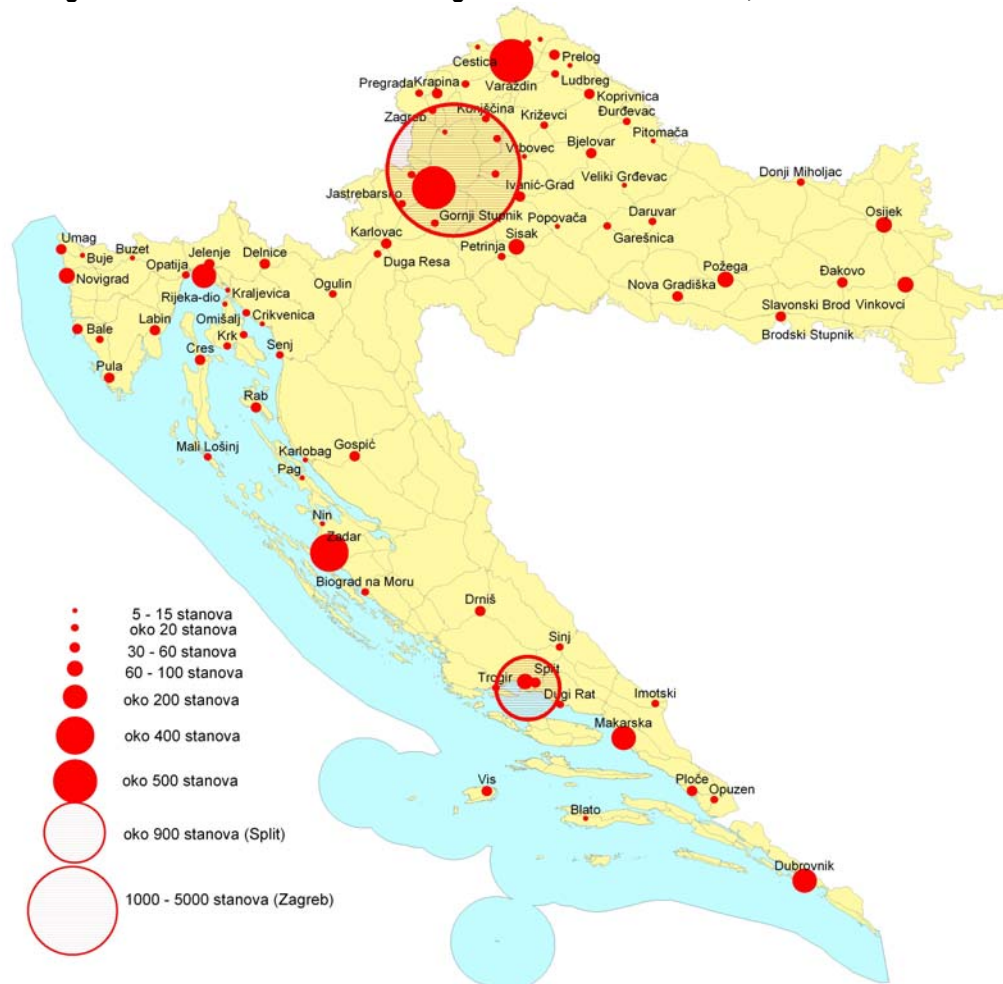 Cestica
Prelog
Varaždin
Ludbreg
Pregrada
Krapina
Koprivnica
Konjščina
Zagreb
Križevci
Đurđevac
Pitomača
Vrbovec
Bjelovar
Veliki Grđevac
Donji Miholjac
Jastrebarsko
Ivanić-Grad
Gornji Stupnik
Popovača
Daruvar
Osijek
Umag
Buje
Buzet
Jelenje
Delnice
Karlovac
Petrinja
Sisak
Garešnica
Opatija
Duga Resa
Novigrad
Požega
Đakovo
Rijeka-dio
Kraljevica
Ogulin
Nova Gradiška
Bale
Labin
Omišalj
Crikvenica
Slavonski Brod
Vinkovci
Krk
Brodski Stupnik
Cres
Senj
Pula
Rab
Mali Lošinj
Karlobag
Gospić
Pag
Nin
Zadar
Biograd na Moru
Drniš
Sinj
Trogir
Split
Dugi Rat
Imotski
Makarska
Vis
Ploče
Opuzen
Blato
Dubrovnik
5 - 15 stanova
oko 20 stanova
30 - 60 stanova
60 - 100 stanova
oko 200 stanova
oko 400 stanova
oko 500 stanova
oko 900 stanova (Split)
1000 - 5000 stanova (Zagreb)